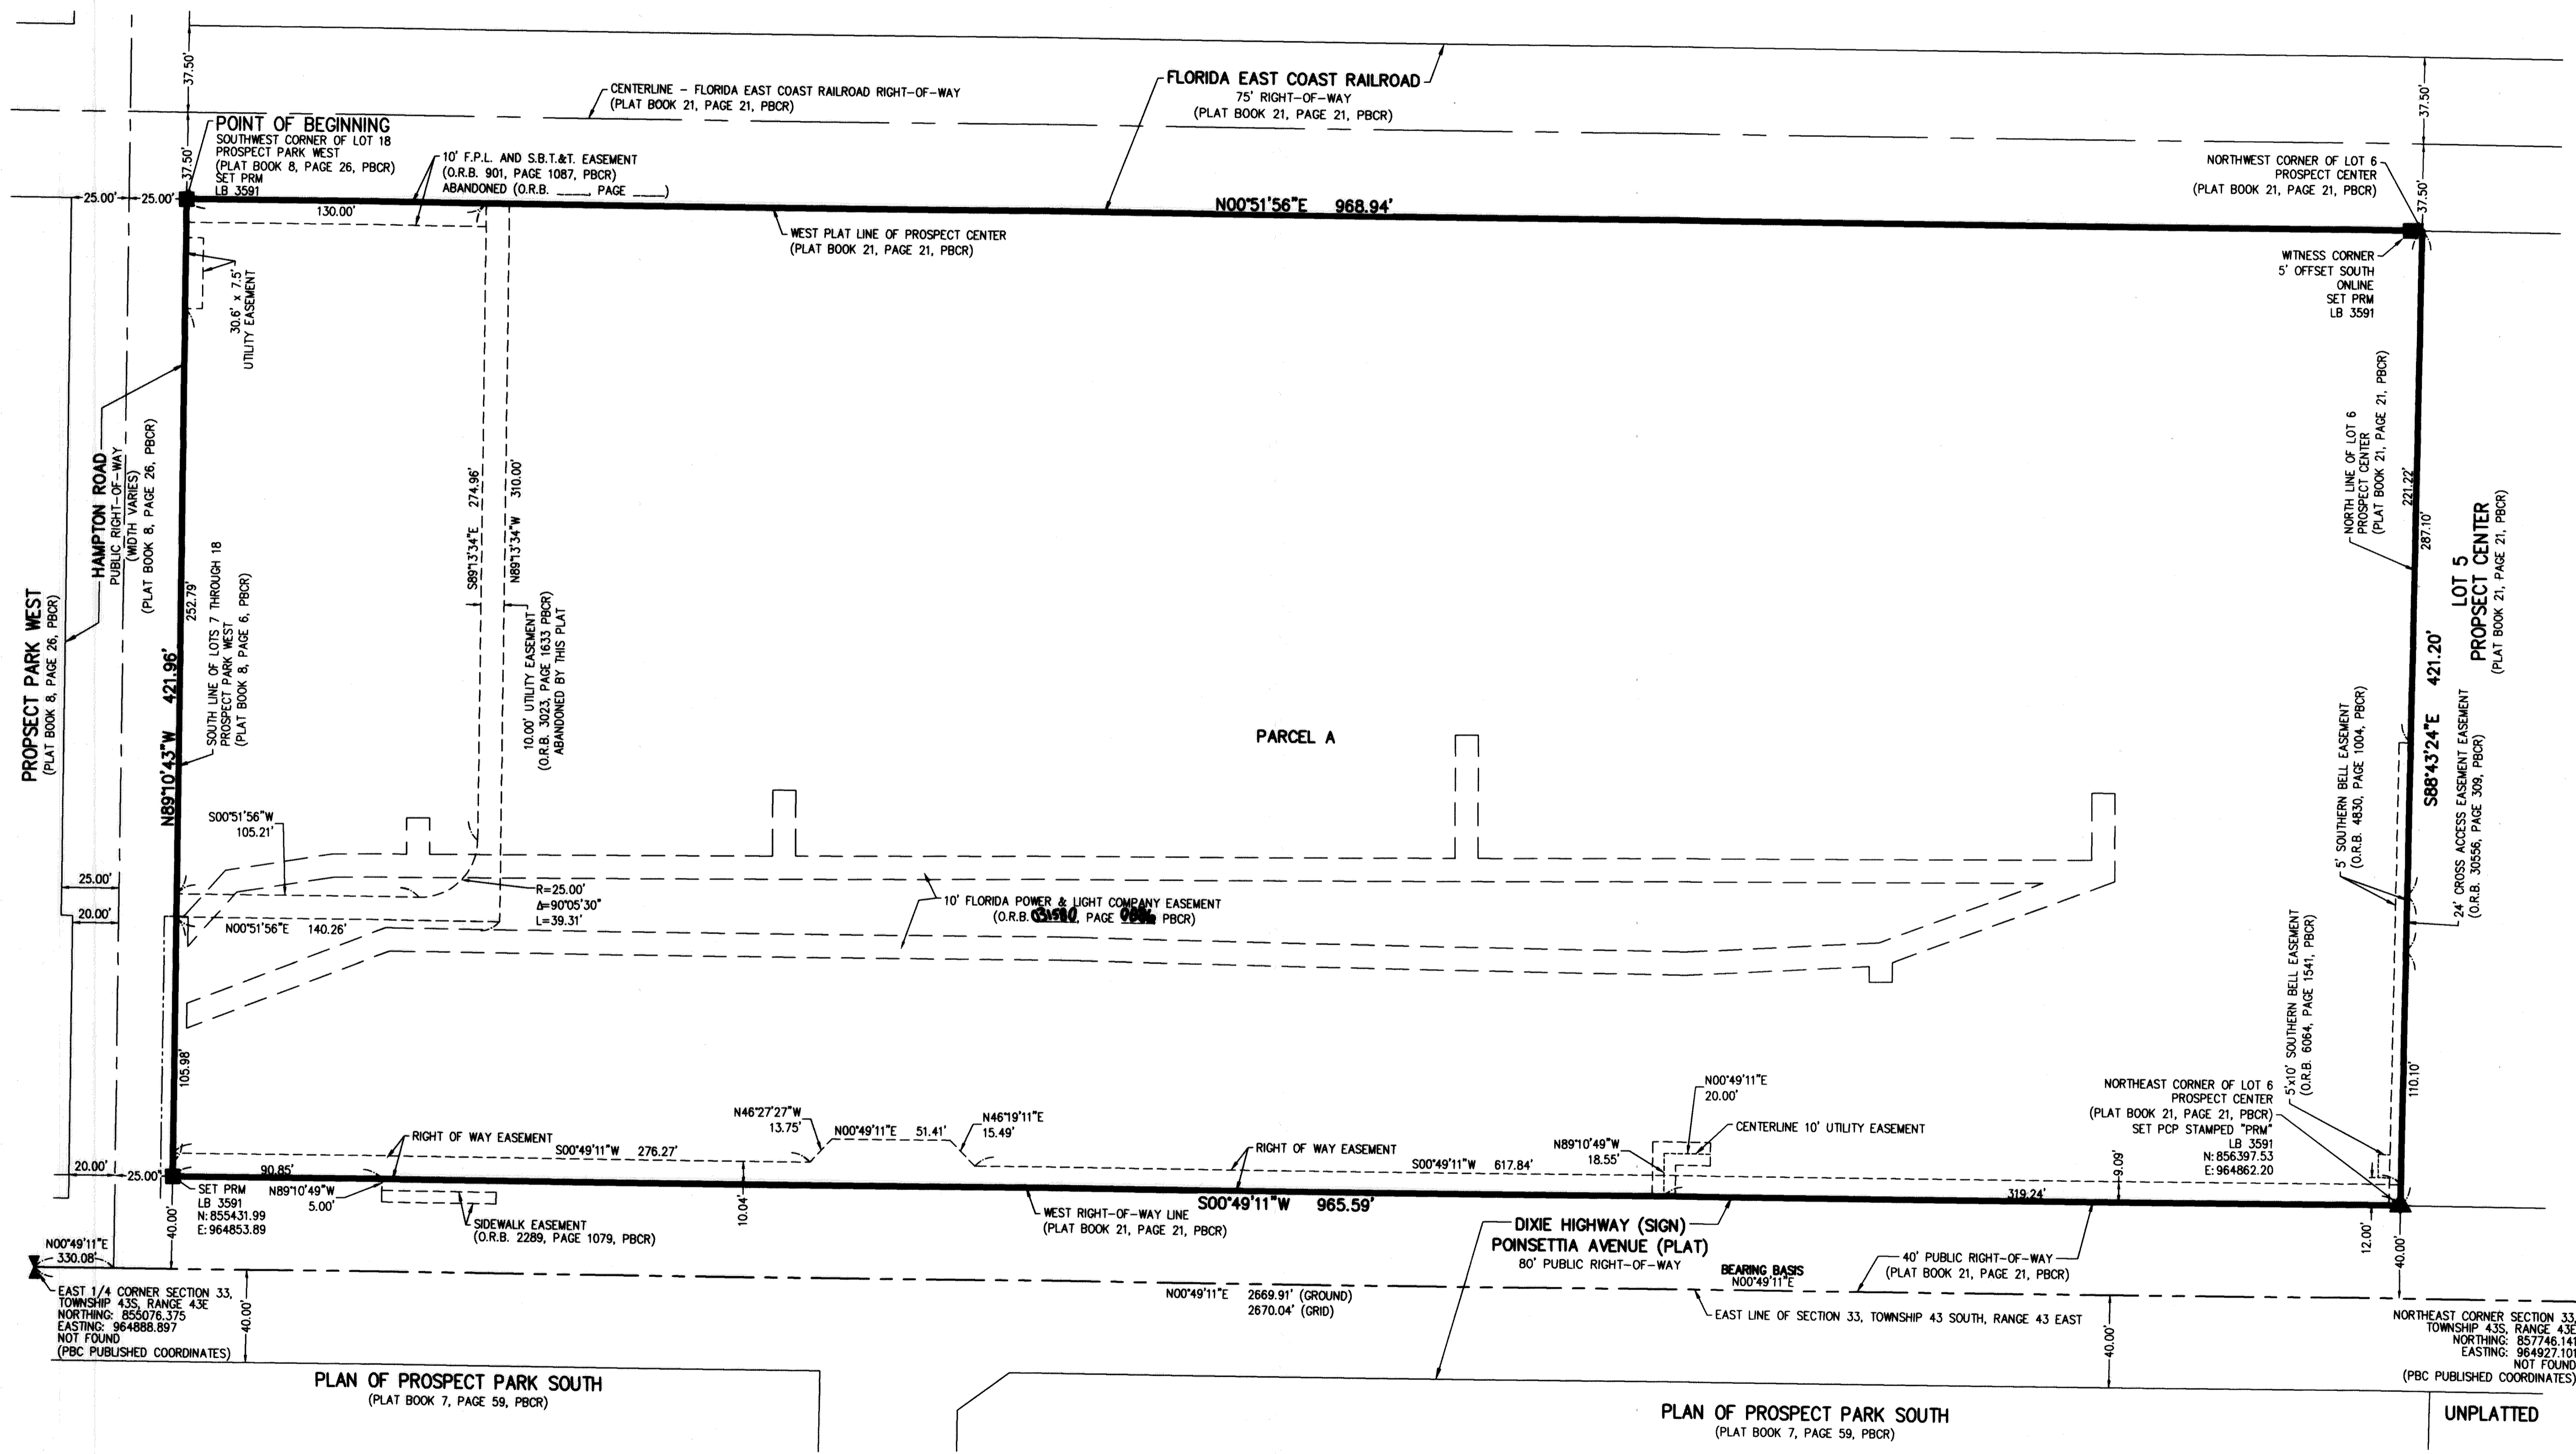 37.50'
37.50'
CENTERLINE – FLORIDA EAST COAST RAILROAD RIGHT–OF–WAY
(PLAT BOOK 21, PAGE 21, PBCR)
FLORIDA EAST COAST RAILROAD
75' RIGHT–OF–WAY
(PLAT BOOK 21, PAGE 21, PBCR)
37.50'
37.50'
POINT OF BEGINNING
SOUTHWEST CORNER OF LOT 18
PROSPECT PARK WEST
(PLAT BOOK 8, PAGE 26, PBCR)
SET PRM
LB 3591
25.00'
25.00'
10' F.P.L. AND S.B.T.&T. EASEMENT
(O.R.B. 901, PAGE 1087, PBCR)
ABANDONED (O.R.B. ____, PAGE ____)
130.00'
N00°51'56"E 968.94'
WEST PLAT LINE OF PROSPECT CENTER
(PLAT BOOK 21, PAGE 21, PBCR)
NORTHWEST CORNER OF LOT 6
PROSPECT CENTER
(PLAT BOOK 21, PAGE 21, PBCR)
WITNESS CORNER
5' OFFSET SOUTH
ONLINE
SET PRM
LB 3591
30.6' x 7.5'
UTILITY EASEMENT
PROPSECT PARK WEST
(PLAT BOOK 8, PAGE 26, PBCR)
HAMPTON ROAD
PUBLIC RIGHT–OF–WAY
(WIDTH VARIES)
(PLAT BOOK 8, PAGE 26, PBCR)
N89°10'43"W 421.96'
252.79'
SOUTH LINE OF LOTS 7 THROUGH 18
PROSPECT PARK WEST
(PLAT BOOK 8, PAGE 6, PBCR)
S89°13'34"E 274.96'
N89°13'34"W 310.00'
10.00' UTILITY EASEMENT
(O.R.B. 3023, PAGE 1633 PBCR)
ABANDONED BY THIS PLAT
PARCEL A
NORTH LINE OF LOT 6
PROSPECT CENTER
(PLAT BOOK 21, PAGE 21, PBCR)
221.22'
287.10'
S88°43'24"E 421.20'
LOT 5
PROPSECT CENTER
(PLAT BOOK 21, PAGE 21, PBCR)
5' SOUTHERN BELL EASEMENT
(O.R.B. 4830, PAGE 1004, PBCR)
24' CROSS ACCESS EASEMENT EASEMENT
(O.R.B. 30556, PAGE 309, PBCR)
S00°51'56"W
105.21'
25.00'
20.00'
N00°51'56"E 140.26'
R=25.00'
Δ=90°05'30"
L=39.31'
10' FLORIDA POWER & LIGHT COMPANY EASEMENT
(O.R.B. , PAGE PBCR)
5'x10' SOUTHERN BELL EASEMENT
(O.R.B. 6064, PAGE 1541, PBCR)
105.98'
110.10'
NORTHEAST CORNER OF LOT 6
PROSPECT CENTER
(PLAT BOOK 21, PAGE 21, PBCR)
SET PCP STAMPED "PRM"
LB 3591
N: 856397.53
E: 964862.20
RIGHT OF WAY EASEMENT
S00°49'11"W 276.27'
N46°27'27"W
13.75'
N00°49'11"E 51.41'
N46°19'11"E
15.49'
RIGHT OF WAY EASEMENT
S00°49'11"W 617.84'
N00°49'11"E
20.00'
CENTERLINE 10' UTILITY EASEMENT
N89°10'49"W
18.55'
9.09'
319.24'
20.00'
25.00'
90.85'
SET PRM
LB 3591
N: 855431.99
E: 964853.89
N89°10'49"W
5.00'
SIDEWALK EASEMENT
(O.R.B. 2289, PAGE 1079, PBCR)
10.04'
S00°49'11"W 965.59'
WEST RIGHT–OF–WAY LINE
(PLAT BOOK 21, PAGE 21, PBCR)
DIXIE HIGHWAY (SIGN)
POINSETTIA AVENUE (PLAT)
80' PUBLIC RIGHT–OF–WAY
40' PUBLIC RIGHT–OF–WAY
(PLAT BOOK 21, PAGE 21, PBCR)
12.00'
40.00'
40.00'
N00°49'11"E
330.08'
EAST 1/4 CORNER SECTION 33,
TOWNSHIP 43S, RANGE 43E
NORTHING: 855076.375
EASTING: 964888.897
NOT FOUND
(PBC PUBLISHED COORDINATES)
40.00'
N00°49'11"E 2669.91' (GROUND)
2670.04' (GRID)
BEARING BASIS
N00°49'11"E
EAST LINE OF SECTION 33, TOWNSHIP 43 SOUTH, RANGE 43 EAST
40.00'
NORTHEAST CORNER SECTION 33,
TOWNSHIP 43S, RANGE 43E
NORTHING: 857746.141
EASTING: 964927.101
NOT FOUND
(PBC PUBLISHED COORDINATES)
PLAN OF PROSPECT PARK SOUTH
(PLAT BOOK 7, PAGE 59, PBCR)
PLAN OF PROSPECT PARK SOUTH
(PLAT BOOK 7, PAGE 59, PBCR)
UNPLATTED